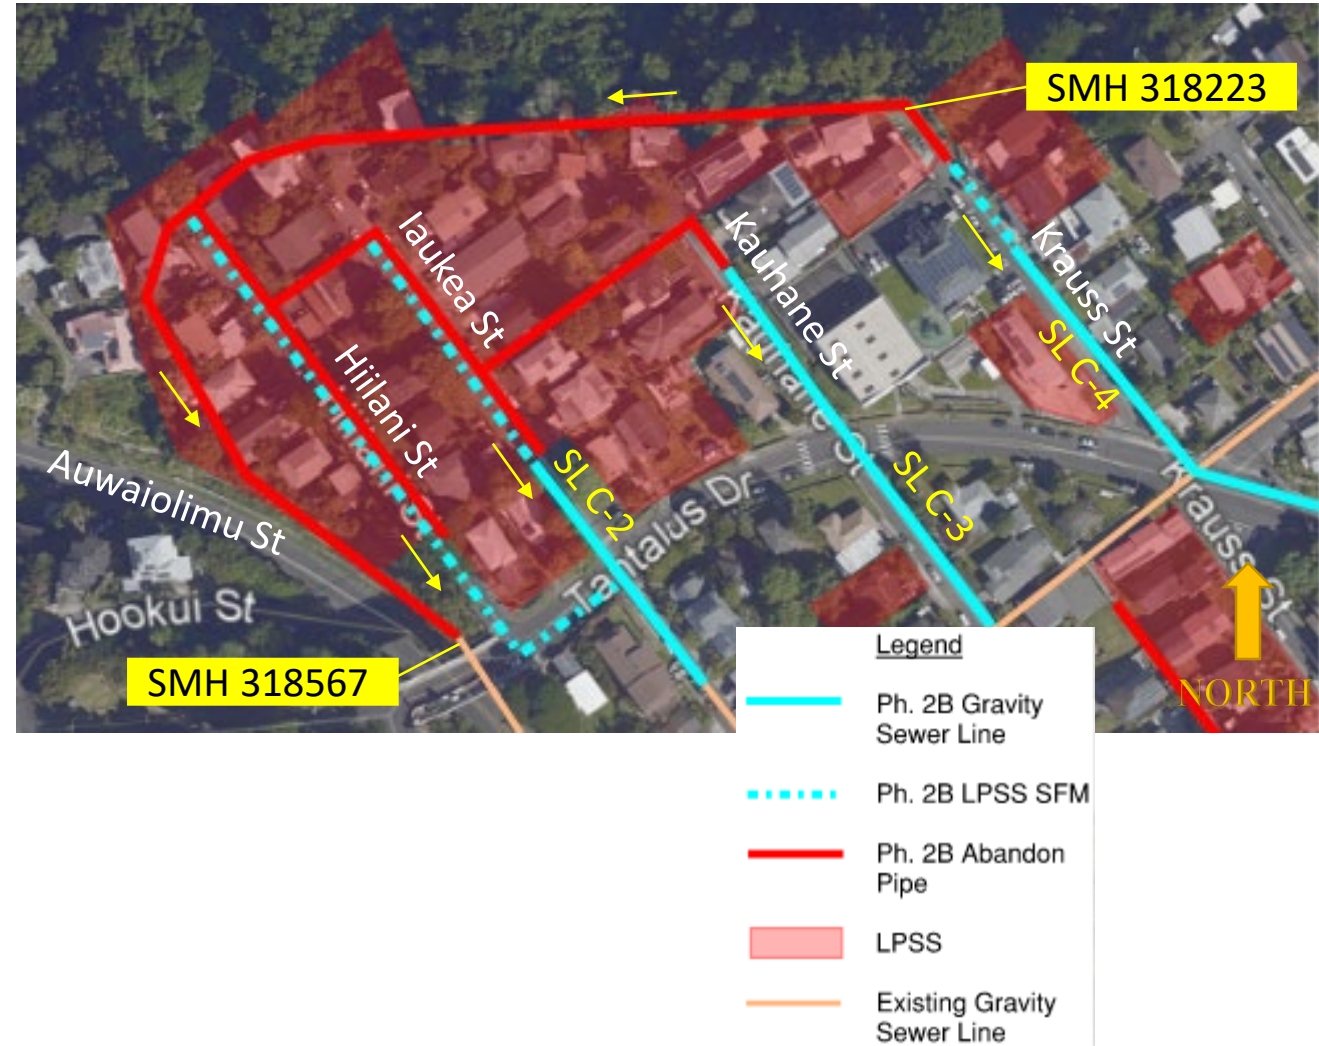 SMH 318223
Iaukea St
Kauhane St
Krauss St
Kauhane St
SL C-4
Hiilani St
Auwaiolimu St
SL C-2
SL C-3
Tantalus Dr.
Krauss St.
Hookui St
SMH 318567
NORTH
Legend
Ph. 2B Gravity
Sewer Line
Ph. 2B LPSS SFM
Ph. 2B Abandon
Pipe
LPSS
Existing Gravity
Sewer Line